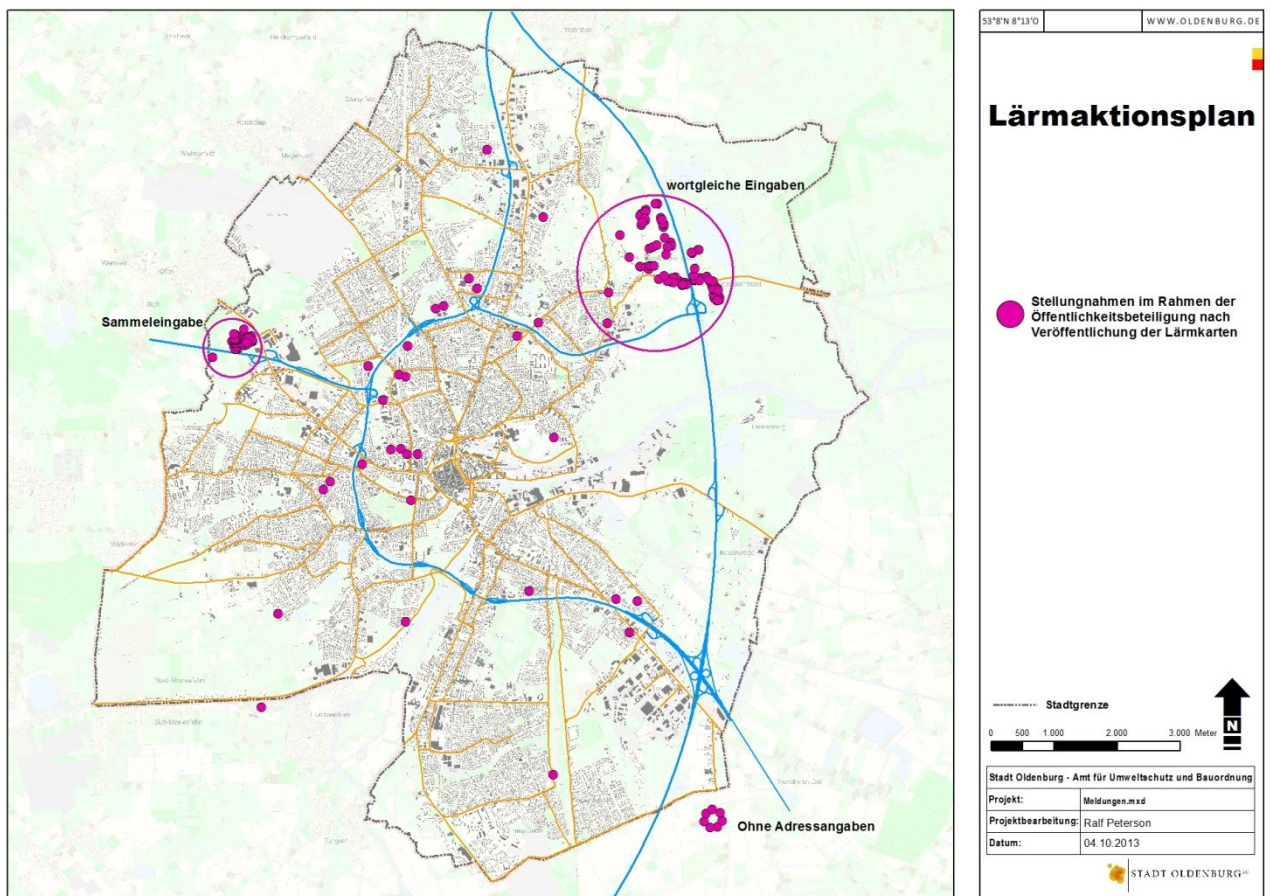 53°8'N 8°13'O
WWW.OLDENBURG.DE
Lärmaktionsplan
wortgleiche Eingaben
Sammeleingabe
Stellungnahmen im Rahmen der
Öffentlichkeitsbeteiligung nach
Veröffentlichung der Lärmkarten
Ohne Adressangaben
Stadtgrenze
0 500 1.000 2.000 3.000 Meter
N
Stadt Oldenburg - Amt für Umweltschutz und Bauordnung
Projekt: Meldungen.mxd
Projektbearbeitung: Ralf Peterson
Datum: 04.10.2013
STADT OLDENBURG